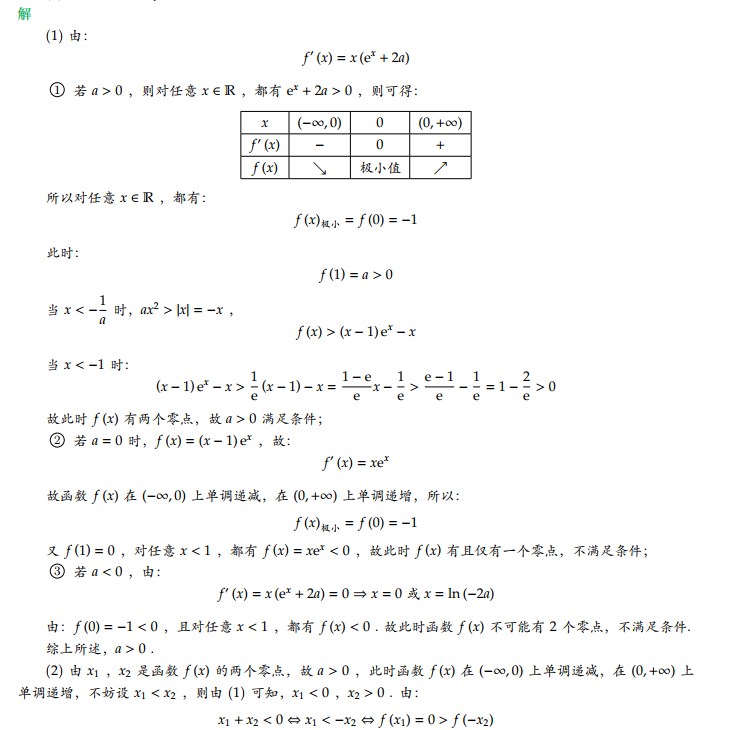 解
(1) 由：
f′(x) = x(eˣ + 2a)
① 若 a > 0 ，则对任意 x ∈ ℝ ，都有 eˣ + 2a > 0 ，则可得：
x (−∞, 0) 0 (0, +∞)
f′(x) − 0 +
f(x) ↘ 极小值 ↗
所以对任意 x ∈ ℝ ，都有：
f(x)极小 = f(0) = −1
此时：
f(1) = a > 0
当 x < −1/a 时，ax² > |x| = −x ，
f(x) > (x − 1)eˣ − x
当 x < −1 时：
(x − 1)eˣ − x > 1/e (x − 1) − x = (1 − e)/e x − 1/e > (e − 1)/e − 1/e = 1 − 2/e > 0
故此时 f(x) 有两个零点，故 a > 0 满足条件；
② 若 a = 0 时，f(x) = (x − 1)eˣ ，故：
f′(x) = xeˣ
故函数 f(x) 在 (−∞, 0) 上单调递减，在 (0, +∞) 上单调递增，所以：
f(x)极小 = f(0) = −1
又 f(1) = 0 ，对任意 x < 1 ，都有 f(x) = xeˣ < 0 ，故此时 f(x) 有且仅有一个零点，不满足条件；
③ 若 a < 0 ，由：
f′(x) = x(eˣ + 2a) = 0 ⇒ x = 0 或 x = ln(−2a)
由：f(0) = −1 < 0 ，且对任意 x < 1 ，都有 f(x) < 0 . 故此时函数 f(x) 不可能有 2 个零点，不满足条件.
综上所述，a > 0 .
(2) 由 x₁ ，x₂ 是函数 f(x) 的两个零点，故 a > 0 ，此时函数 f(x) 在 (−∞, 0) 上单调递减，在 (0, +∞) 上
单调递增，不妨设 x₁ < x₂ ，则由 (1) 可知，x₁ < 0 ，x₂ > 0 . 由：
x₁ + x₂ < 0 ⇔ x₁ < −x₂ ⇔ f(x₁) = 0 > f(−x₂)